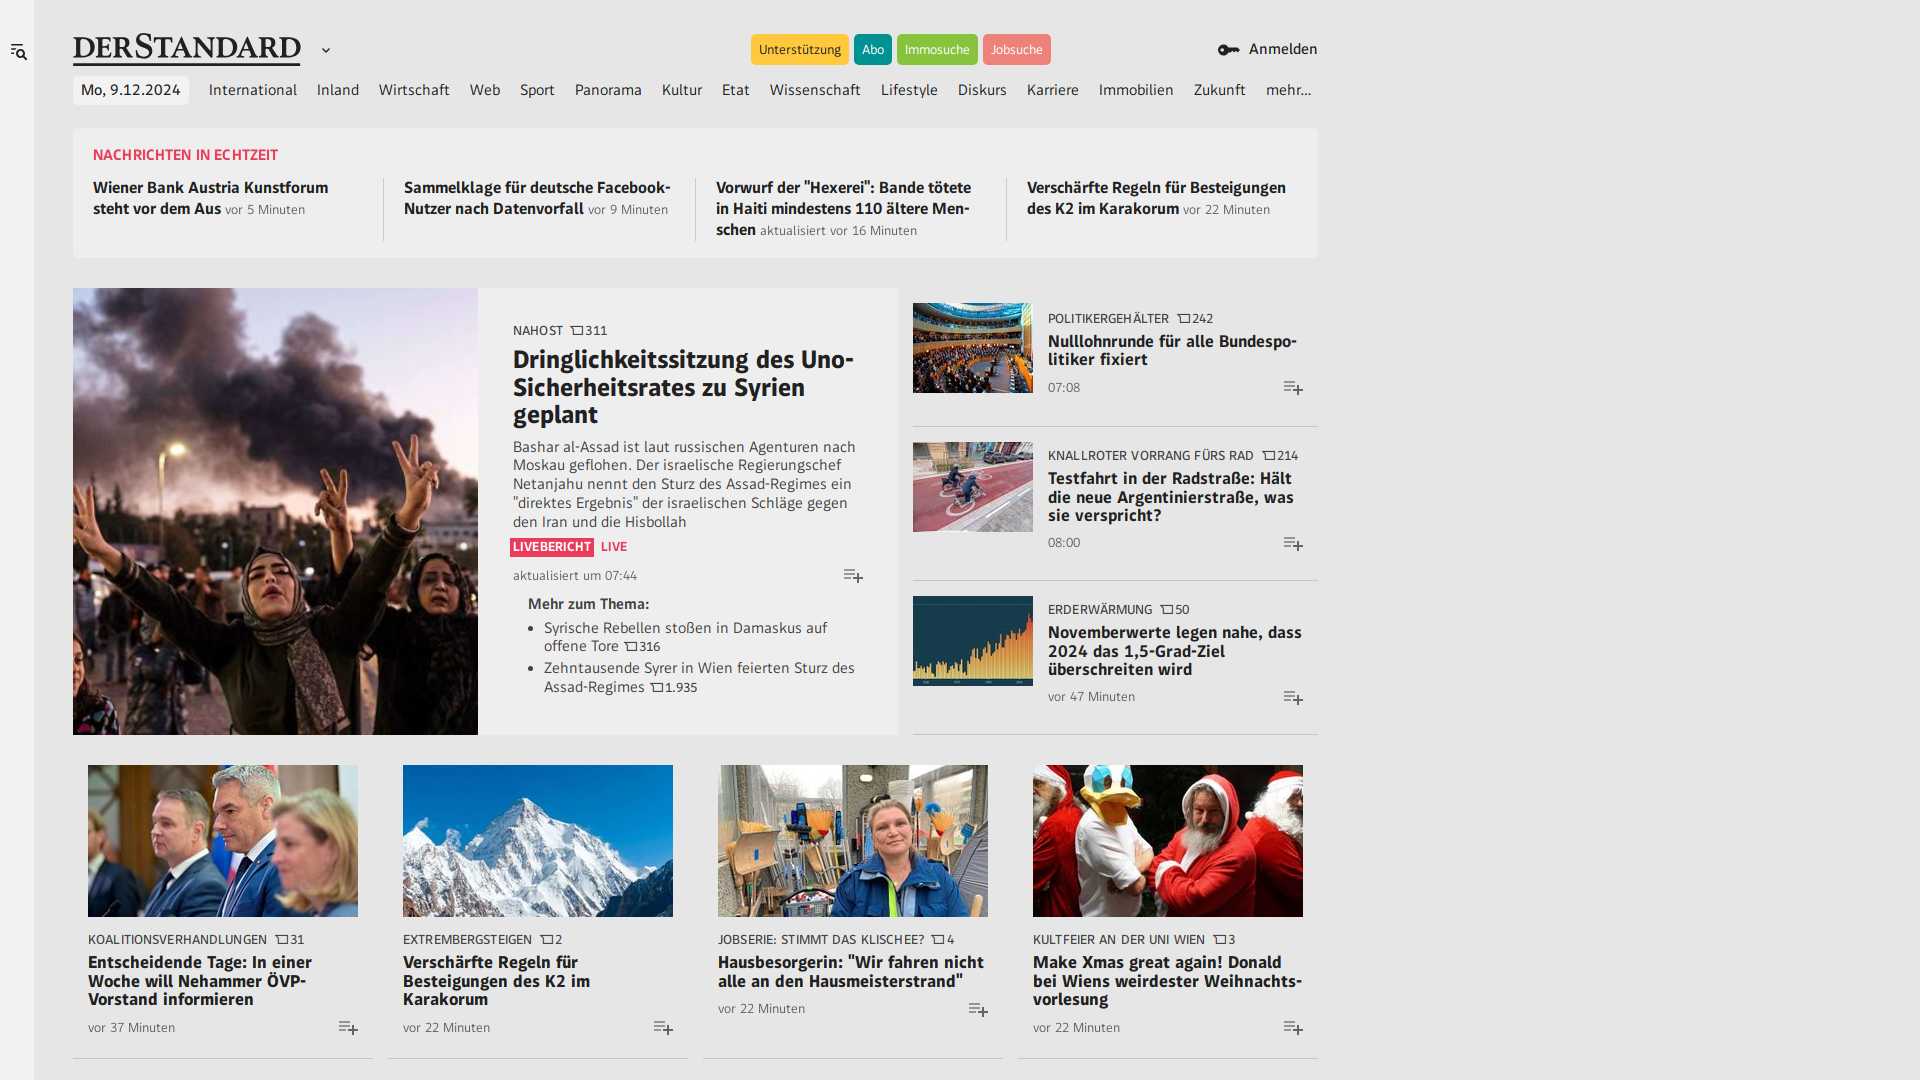 DERSTANDARD
Unterstützung
Abo
Immosuche
Jobsuche
Anmelden
Mo, 9.12.2024
International
Inland
Wirtschaft
Web
Sport
Panorama
Kultur
Etat
Wissenschaft
Lifestyle
Diskurs
Karriere
Immobilien
Zukunft
mehr...
NACHRICHTEN IN ECHTZEIT
Wiener Bank Austria Kunstforum
steht vor dem Aus vor 5 Minuten
Sammelklage für deutsche Facebook-
Nutzer nach Datenvorfall vor 9 Minuten
Vorwurf der "Hexerei": Bande tötete
in Haiti mindestens 110 ältere Men-
schen aktualisiert vor 16 Minuten
Verschärfte Regeln für Besteigungen
des K2 im Karakorum vor 22 Minuten
NAHOST 311
Dringlichkeitssitzung des Uno-
Sicherheitsrates zu Syrien
geplant
Bashar al-Assad ist laut russischen Agenturen nach
Moskau geflohen. Der israelische Regierungschef
Netanjahu nennt den Sturz des Assad-Regimes ein
"direktes Ergebnis" der israelischen Schläge gegen
den Iran und die Hisbollah
LIVEBERICHT LIVE
aktualisiert um 07:44
Mehr zum Thema:
• Syrische Rebellen stoßen in Damaskus auf
offene Tore 316
• Zehntausende Syrer in Wien feierten Sturz des
Assad-Regimes 1.935
POLITIKERGEHÄLTER 242
Nulllohnrunde für alle Bundespo-
litiker fixiert
07:08
KNALLROTER VORRANG FÜRS RAD 214
Testfahrt in der Radstraße: Hält
die neue Argentinierstraße, was
sie verspricht?
08:00
ERDERWÄRMUNG 50
Novemberwerte legen nahe, dass
2024 das 1,5-Grad-Ziel
überschreiten wird
vor 47 Minuten
KOALITIONSVERHANDLUNGEN 31
Entscheidende Tage: In einer
Woche will Nehammer ÖVP-
Vorstand informieren
vor 37 Minuten
EXTREMBERGSTEIGEN 2
Verschärfte Regeln für
Besteigungen des K2 im
Karakorum
vor 22 Minuten
JOBSERIE: STIMMT DAS KLISCHEE? 4
Hausbesorgerin: "Wir fahren nicht
alle an den Hausmeisterstrand"
vor 22 Minuten
KULTFEIER AN DER UNI WIEN 3
Make Xmas great again! Donald
bei Wiens weirdester Weihnachts-
vorlesung
vor 22 Minuten